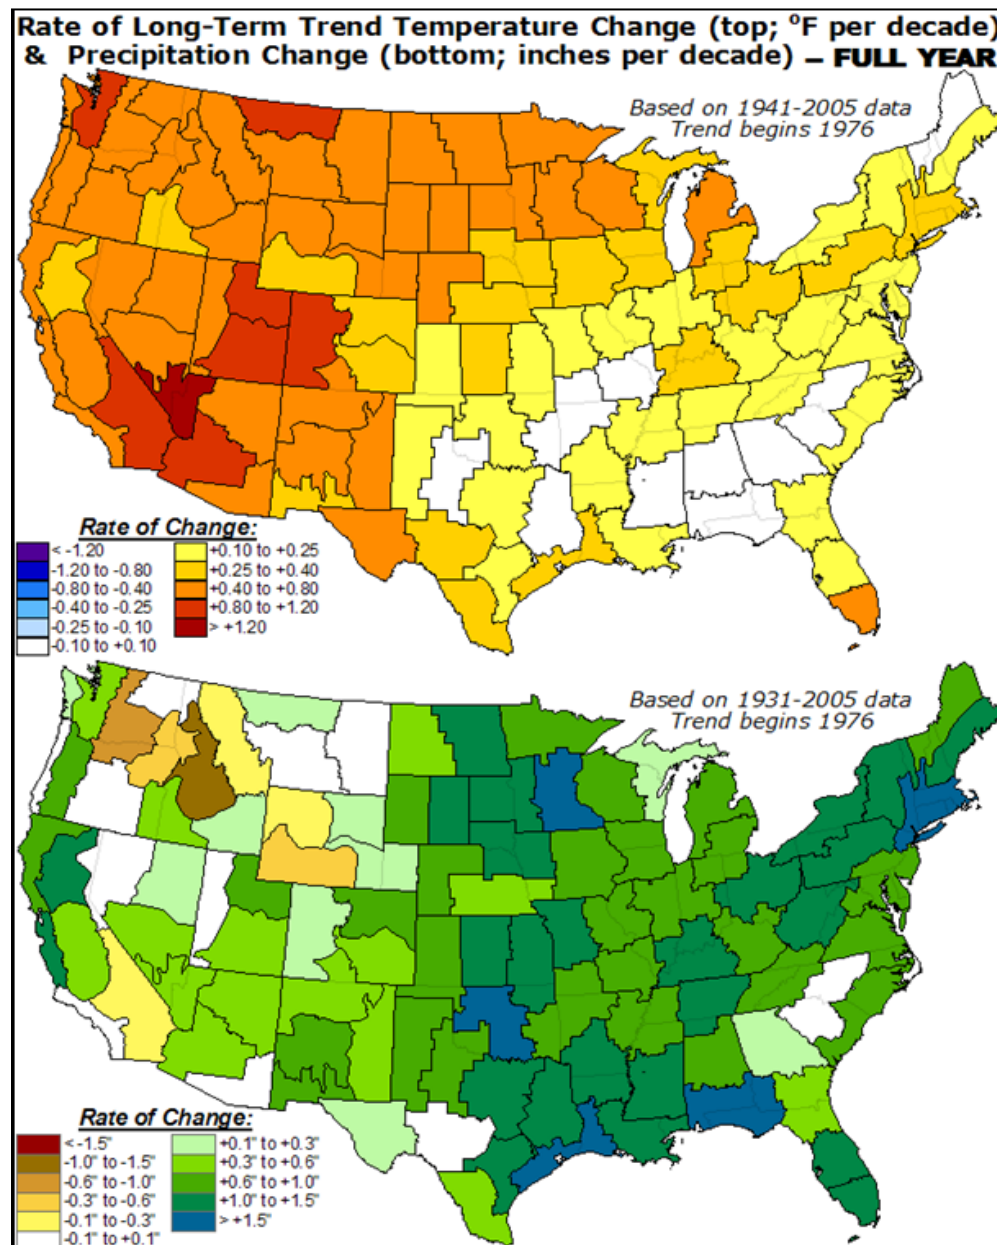 Rate of Long-Term Trend Temperature Change (top; ⁰F per decade)
& Precipitation Change (bottom; inches per decade) – FULL YEAR
Based on 1941-2005 data
Trend begins 1976
Rate of Change:
< -1.20
-1.20 to -0.80
-0.80 to -0.40
-0.40 to -0.25
-0.25 to -0.10
-0.10 to +0.10
+0.10 to +0.25
+0.25 to +0.40
+0.40 to +0.80
+0.80 to +1.20
> +1.20
Based on 1931-2005 data
Trend begins 1976
Rate of Change:
< -1.5"
-1.0" to -1.5"
-0.6" to -1.0"
-0.3" to -0.6"
-0.1" to -0.3"
-0.1" to +0.1"
+0.1" to +0.3"
+0.3" to +0.6"
+0.6" to +1.0"
+1.0" to +1.5"
> +1.5"